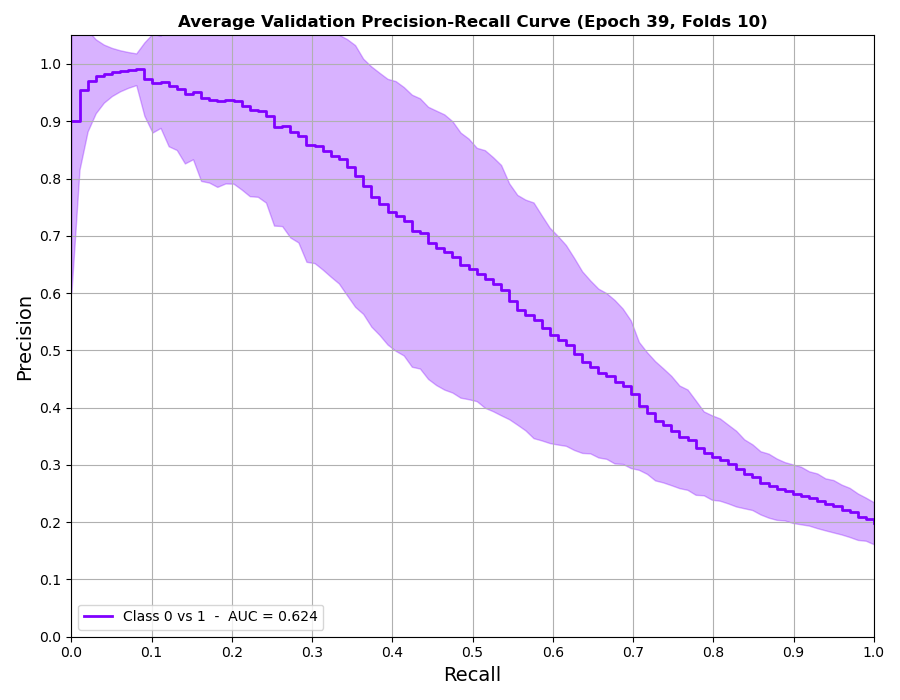 Average Validation Precision-Recall Curve (Epoch 39, Folds 10)
Precision
1.0
0.9
0.8
0.7
0.6
0.5
0.4
0.3
0.2
0.1
0.0
Class 0 vs 1 - AUC = 0.624
0.0 0.1 0.2 0.3 0.4 0.5 0.6 0.7 0.8 0.9 1.0
Recall